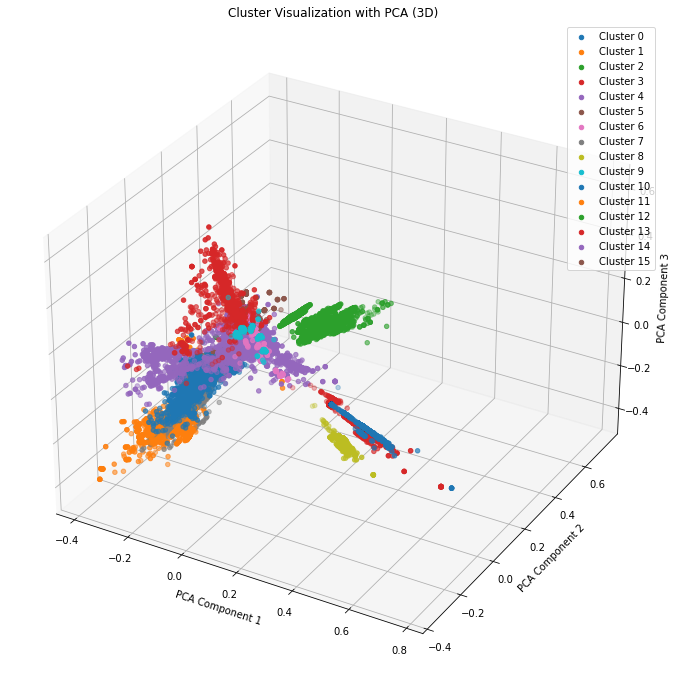 Cluster Visualization with PCA (3D)
Cluster 0
Cluster 1
Cluster 2
Cluster 3
Cluster 4
Cluster 5
Cluster 6
Cluster 7
Cluster 8
Cluster 9
Cluster 10
Cluster 11
Cluster 12
Cluster 13
Cluster 14
Cluster 15
0.6
0.4
0.2
0.0
−0.2
−0.4
PCA Component 3
0.6
0.4
0.2
0.0
−0.2
−0.4
PCA Component 2
−0.4
−0.2
0.0
0.2
0.4
0.6
0.8
PCA Component 1